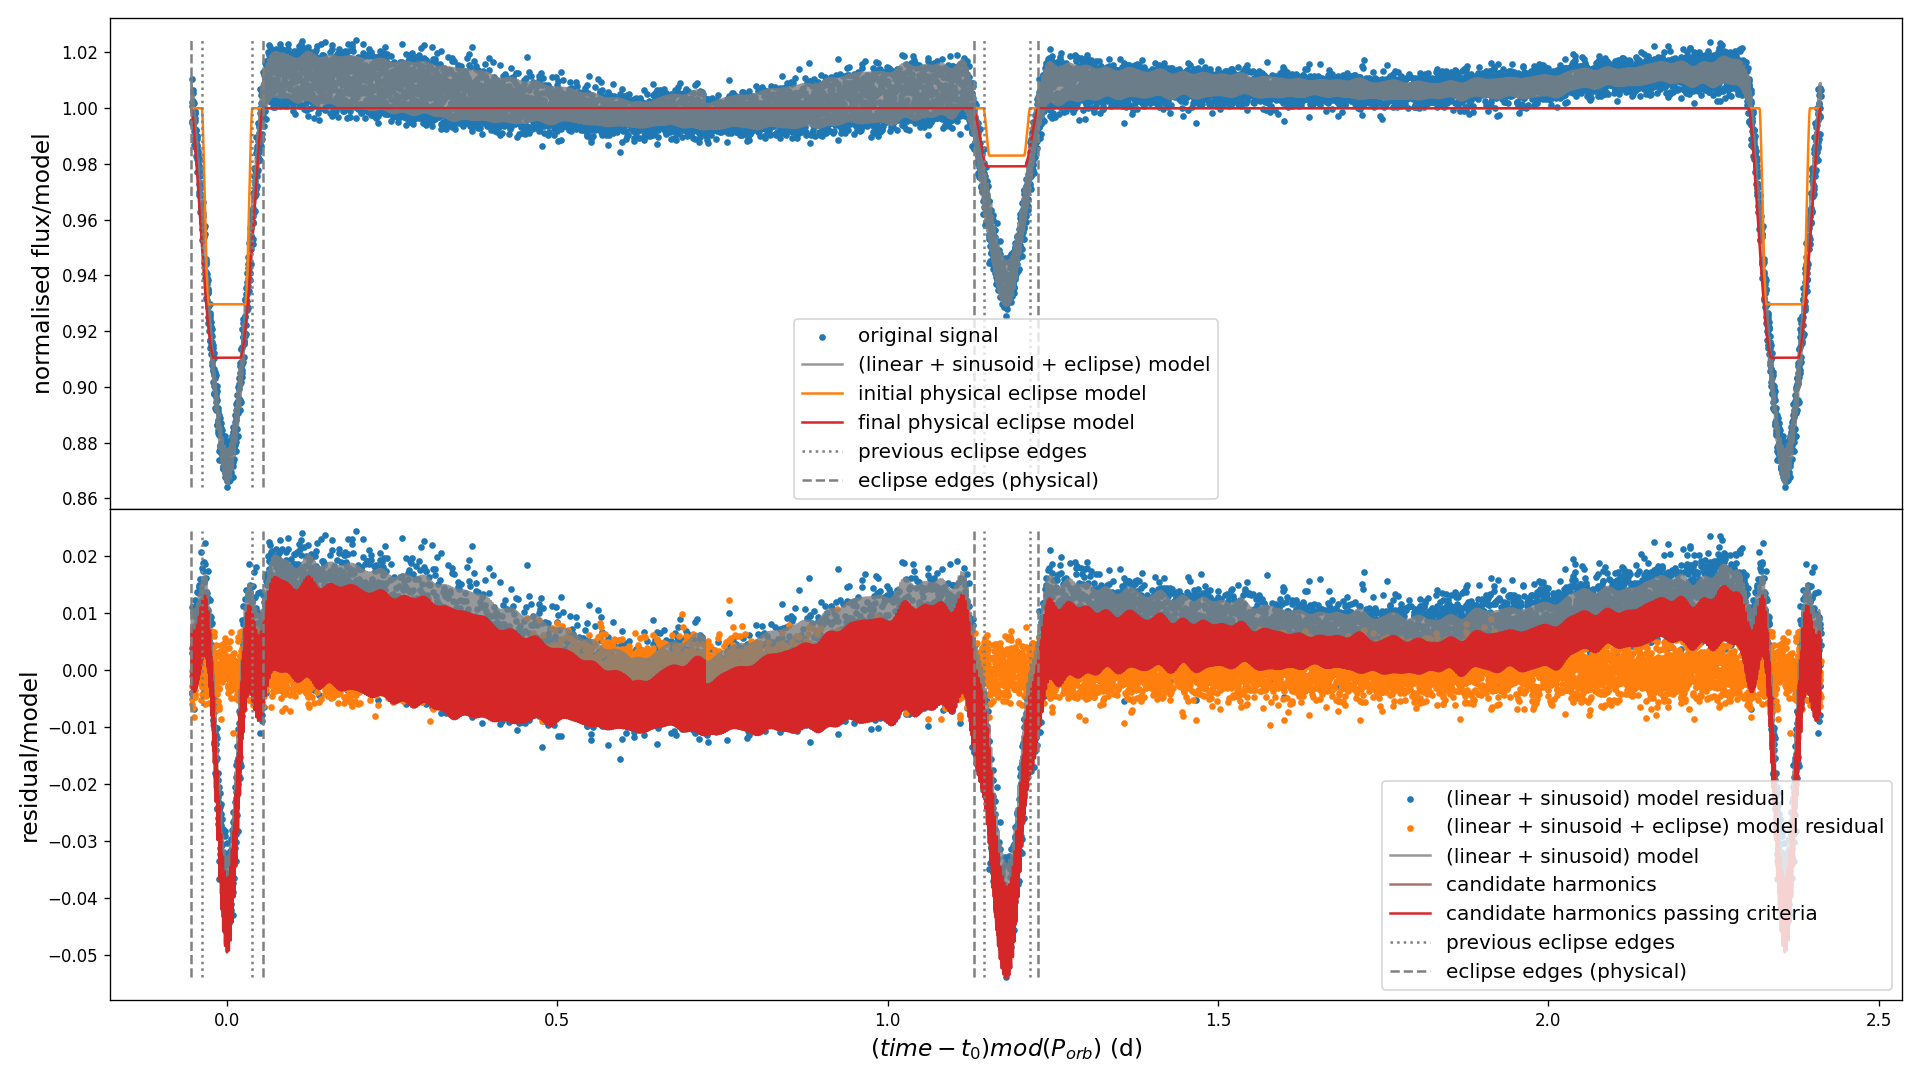 normalised flux/model
1.02
1.00
0.98
0.96
0.94
0.92
0.90
0.88
0.86
original signal
(linear + sinusoid + eclipse) model
initial physical eclipse model
final physical eclipse model
previous eclipse edges
eclipse edges (physical)
residual/model
0.02
0.01
0.00
−0.01
−0.02
−0.03
−0.04
−0.05
(linear + sinusoid) model residual
(linear + sinusoid + eclipse) model residual
(linear + sinusoid) model
candidate harmonics
candidate harmonics passing criteria
previous eclipse edges
eclipse edges (physical)
0.0 0.5 1.0 1.5 2.0 2.5
(time − t₀)mod(Pₒᵣb) (d)